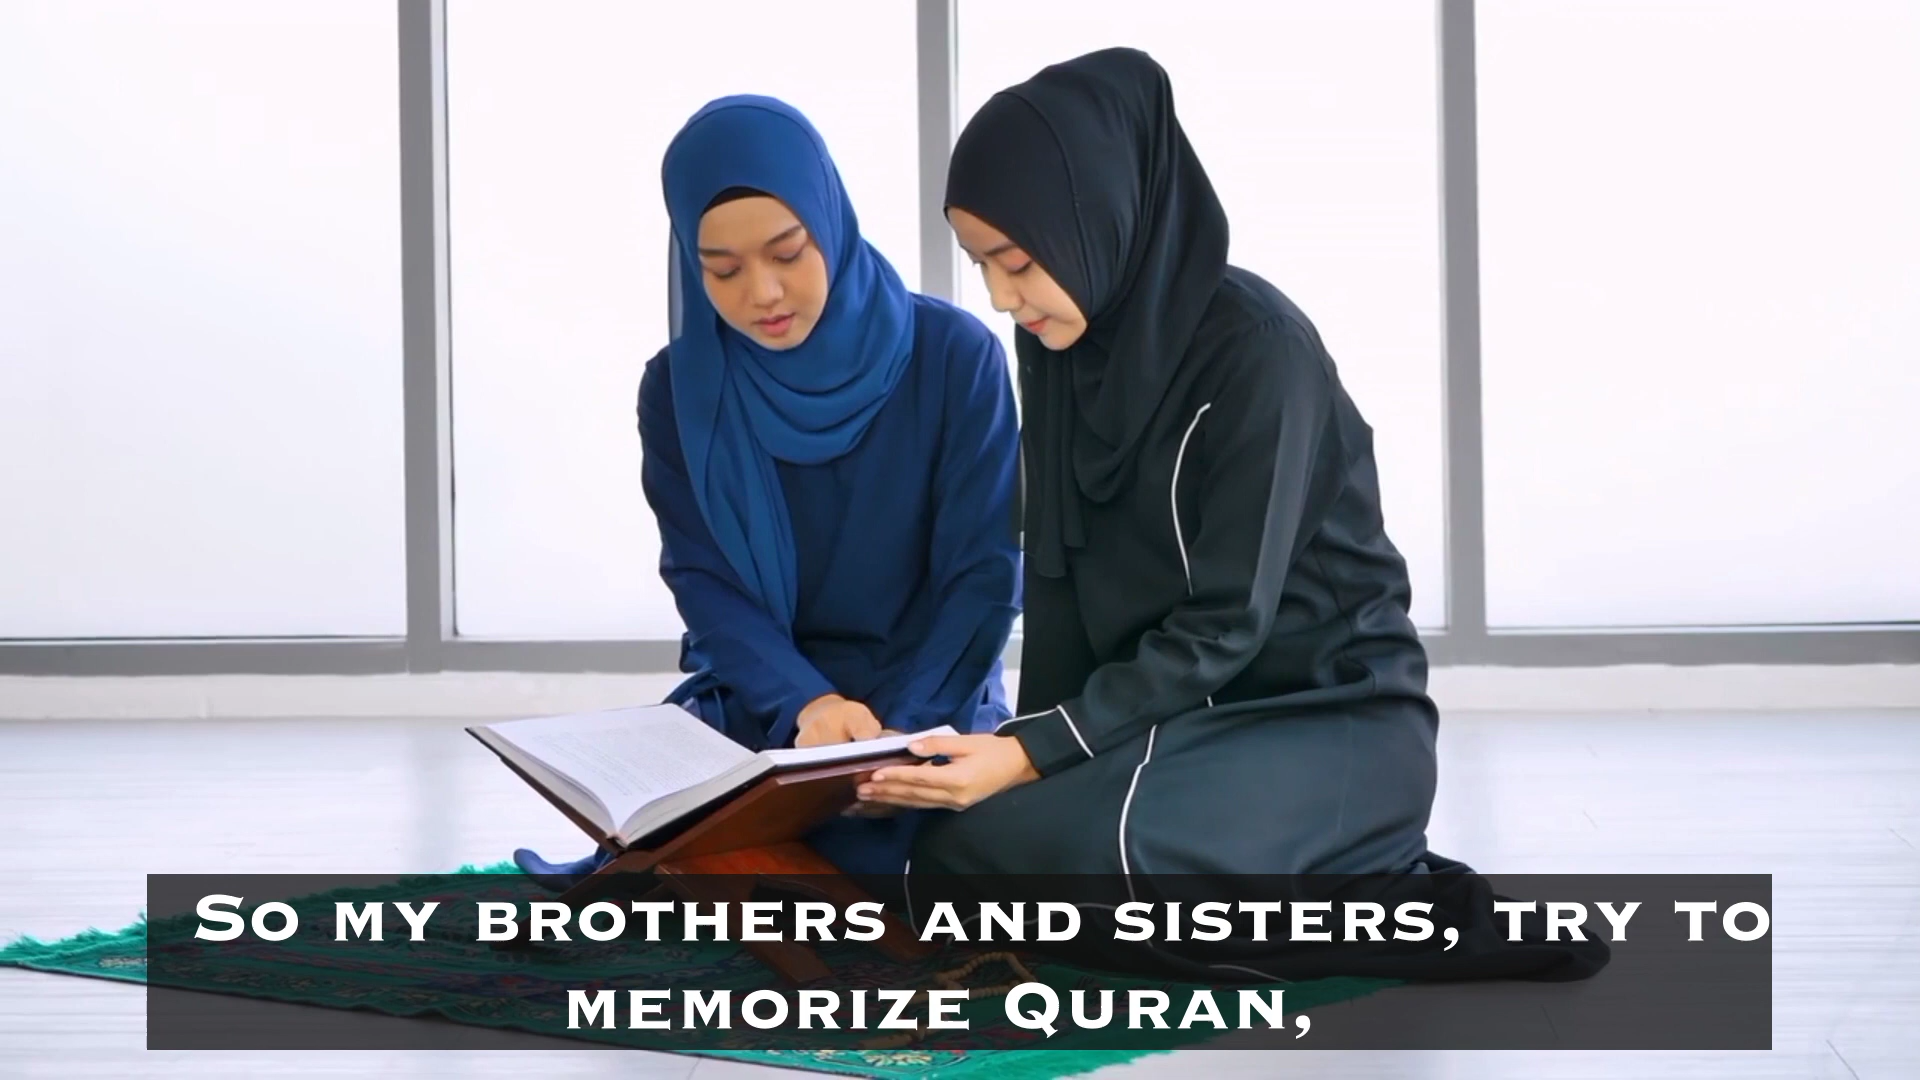 So my brothers and sisters, try to
memorize Quran,